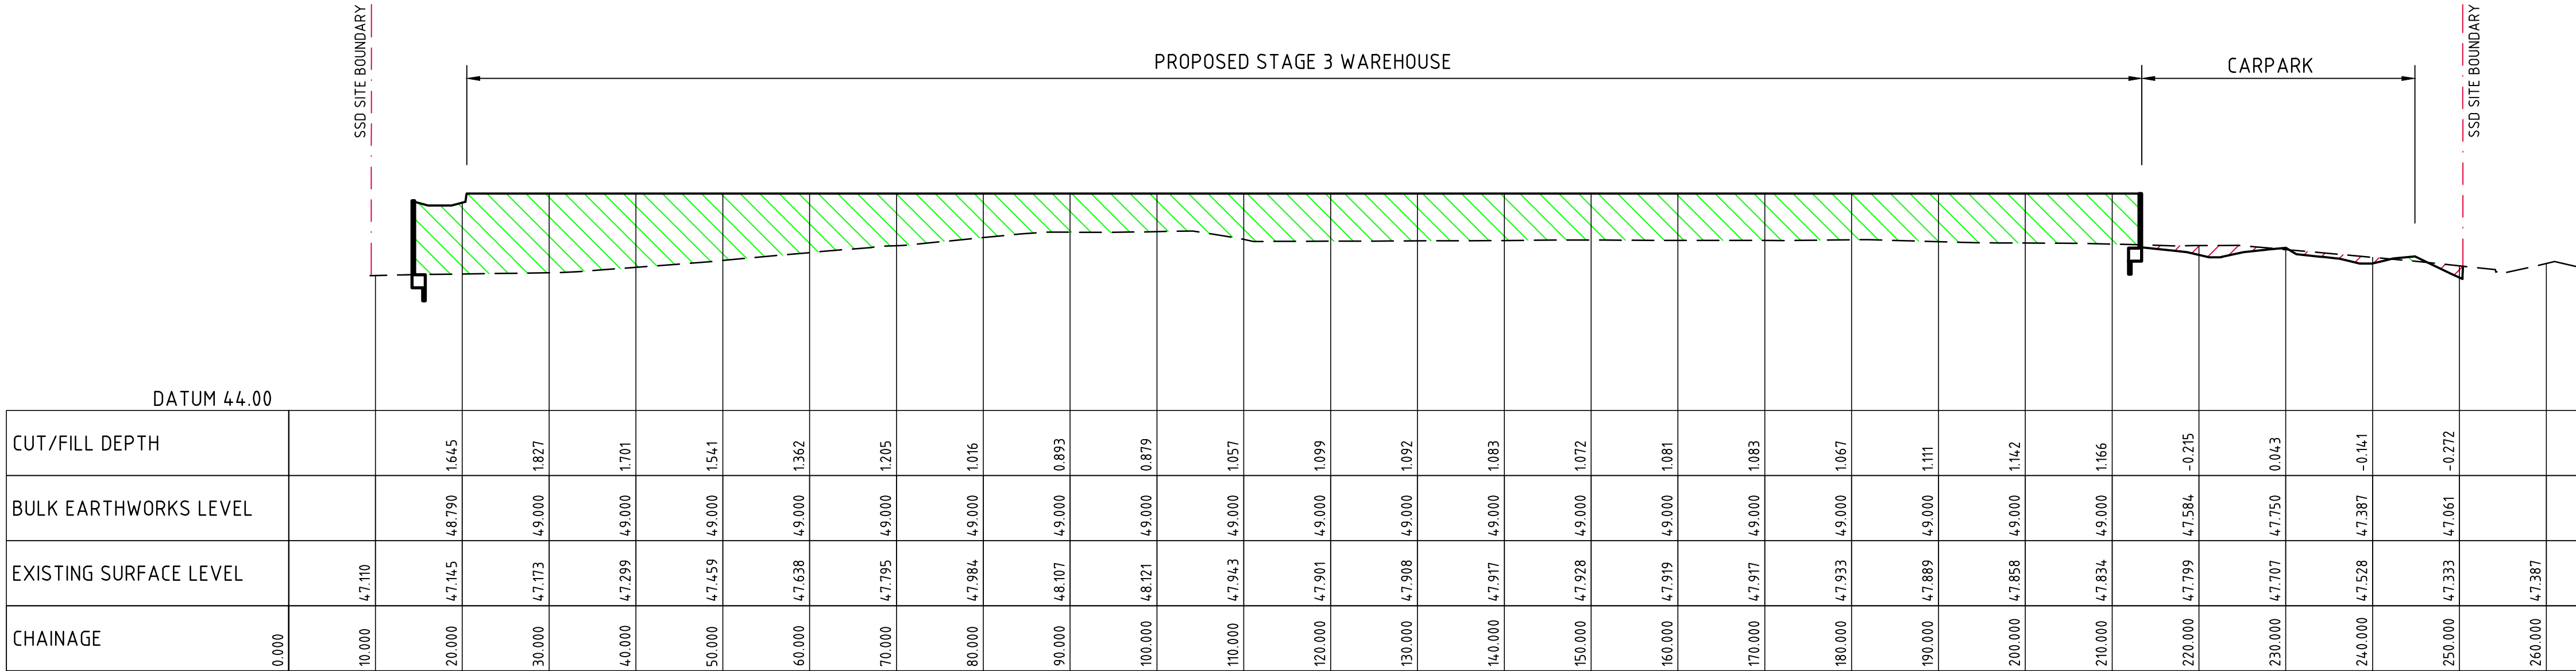 SSD SITE BOUNDARY
PROPOSED STAGE 3 WAREHOUSE
CARPARK
SSD SITE BOUNDARY
DATUM 44.00
CUT/FILL DEPTH 1.645 1.827 1.701 1.541 1.362 1.205 1.016 0.893 0.879 1.057 1.099 1.092 1.083 1.072 1.081 1.083 1.067 1.111 1.142 1.166 -0.215 0.043 -0.141 -0.272
BULK EARTHWORKS LEVEL 48.790 49.000 49.000 49.000 49.000 49.000 49.000 49.000 49.000 49.000 49.000 49.000 49.000 49.000 49.000 49.000 49.000 49.000 49.000 49.000 47.584 47.750 47.387 47.061
EXISTING SURFACE LEVEL 47.110 47.145 47.173 47.299 47.459 47.638 47.795 47.984 48.107 48.121 47.943 47.901 47.908 47.917 47.928 47.919 47.917 47.933 47.889 47.858 47.834 47.799 47.707 47.528 47.333 47.387
CHAINAGE 0.000 10.000 20.000 30.000 40.000 50.000 60.000 70.000 80.000 90.000 100.000 110.000 120.000 130.000 140.000 150.000 160.000 170.000 180.000 190.000 200.000 210.000 220.000 230.000 240.000 250.000 260.000